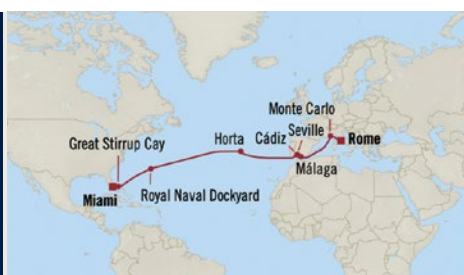 Monte Carlo
Great Stirrup Cay
Horta
Cádiz
Seville
Rome
Málaga
Miami
Royal Naval Dockyard